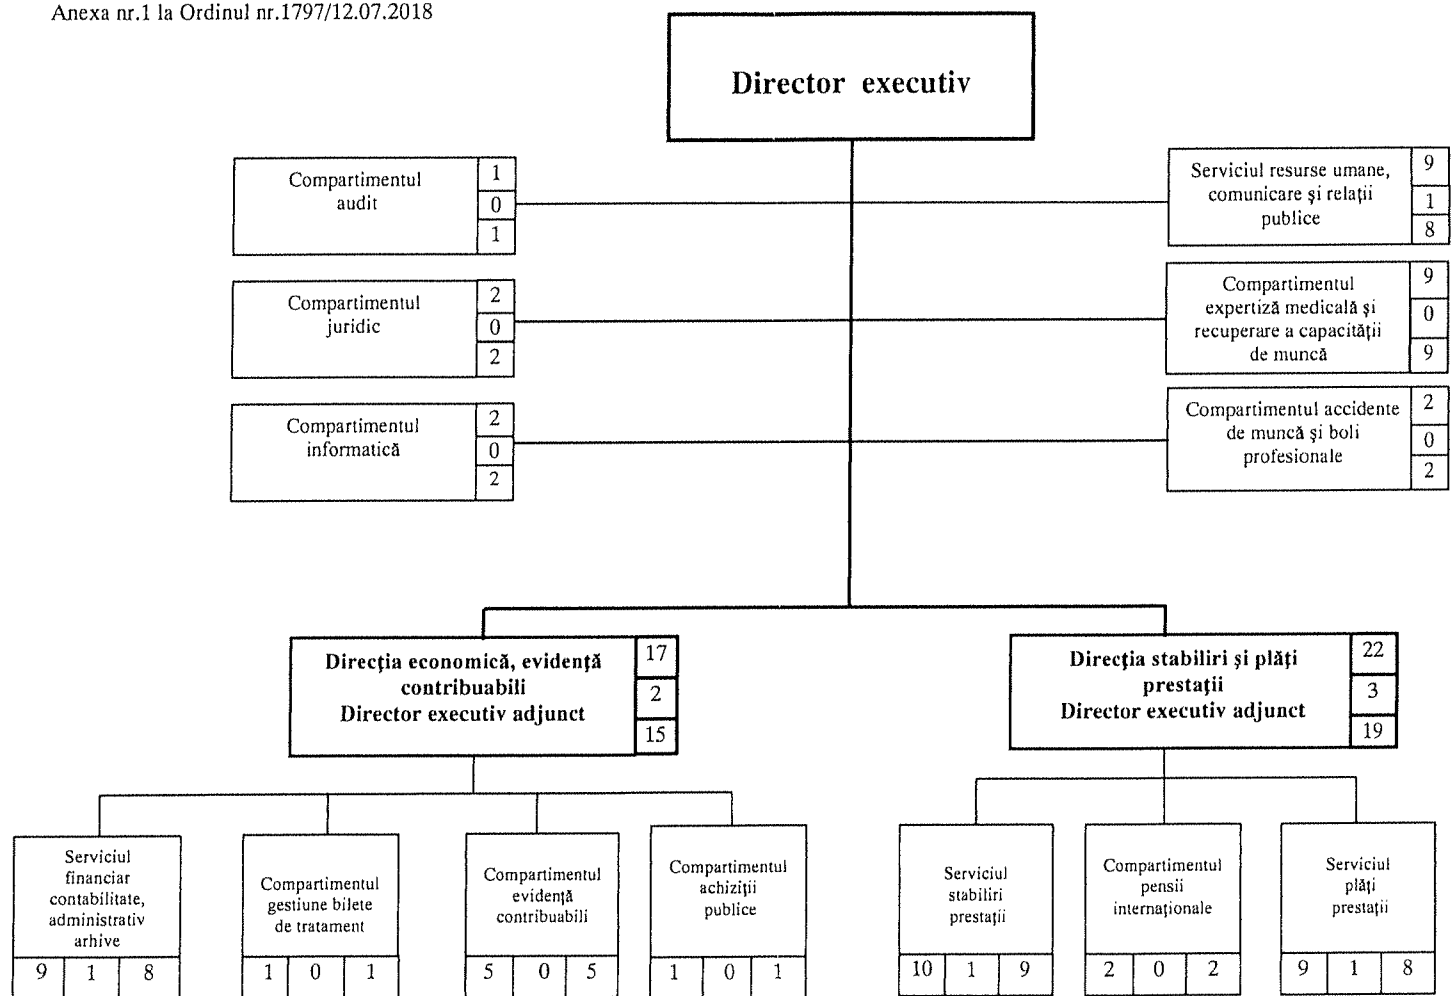 Anexa nr.1 la Ordinul nr.1797/12.07.2018
Director executiv
Compartimentul
audit
1
0
1
Serviciul resurse umane,
comunicare și relații
publice
9
1
8
Compartimentul
juridic
2
0
2
Compartimentul
expertiză medicală și
recuperare a capacității
de muncă
9
0
9
Compartimentul
informatică
2
0
2
Compartimentul accidente
de muncă și boli
profesionale
2
0
2
Direcția economică, evidență
contribuabili
Director executiv adjunct
17
2
15
Direcția stabiliri și plăți
prestații
Director executiv adjunct
22
3
19
Serviciul
financiar
contabilitate,
administrativ
arhive
9 1 8
Compartimentul
gestiune bilete
de tratament
1 0 1
Compartimentul
evidență
contribuabili
5 0 5
Compartimentul
achiziții
publice
1 0 1
Serviciul
stabiliri
prestații
10 1 9
Compartimentul
pensii
internaționale
2 0 2
Serviciul
plăți
prestații
9 1 8